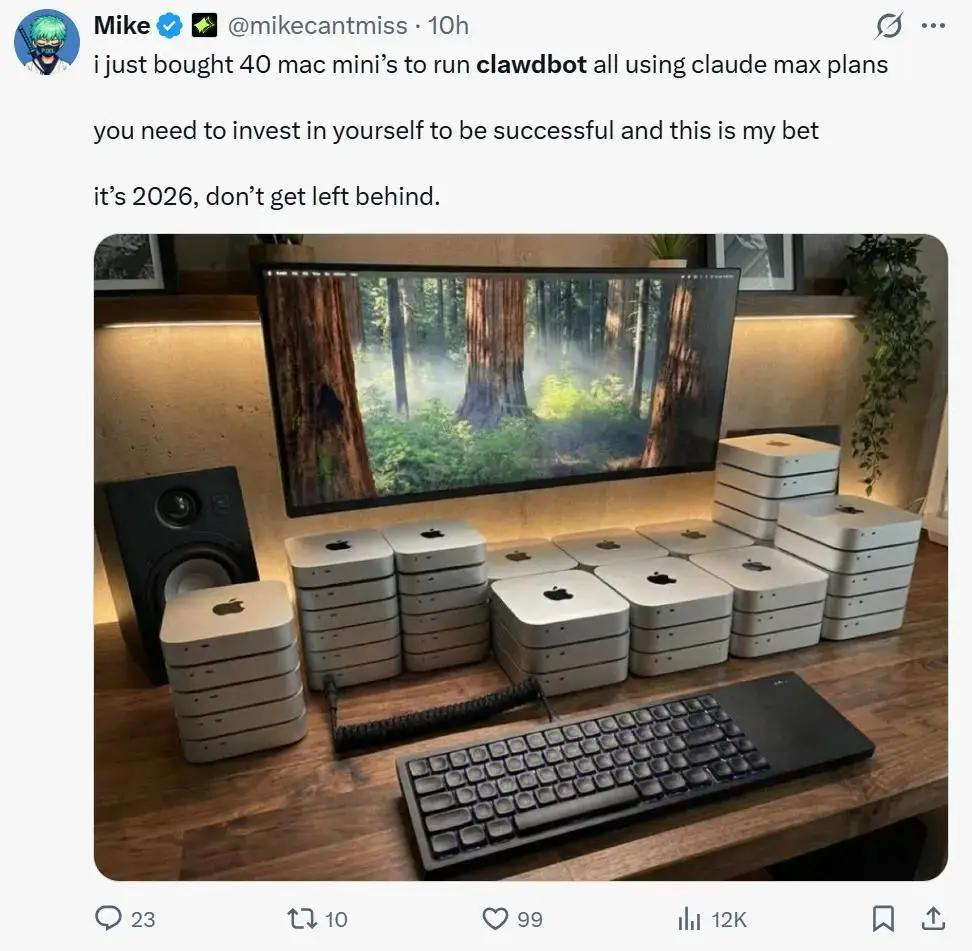 Mike @mikecantmiss · 10h
i just bought 40 mac mini’s to run clawdbot all using claude max plans
you need to invest in yourself to be successful and this is my bet
it’s 2026, don’t get left behind.
23 10 99 12K